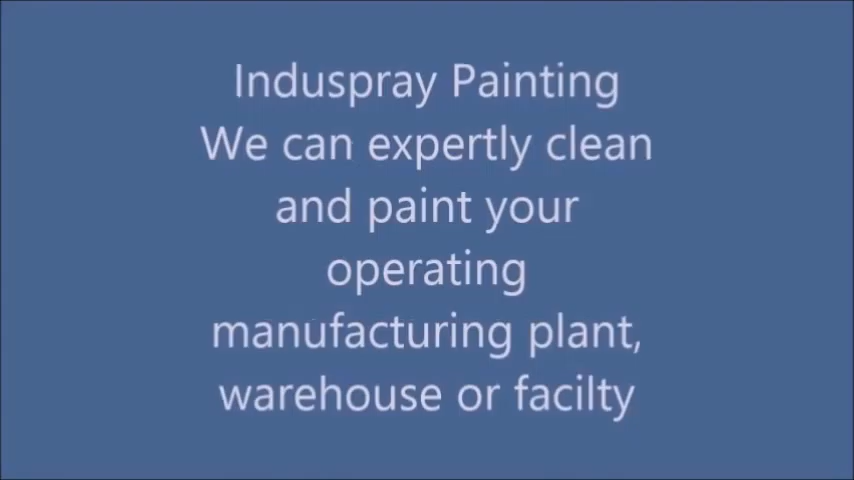 Induspray Painting
We can expertly clean
and paint your
operating
manufacturing plant,
warehouse or facilty